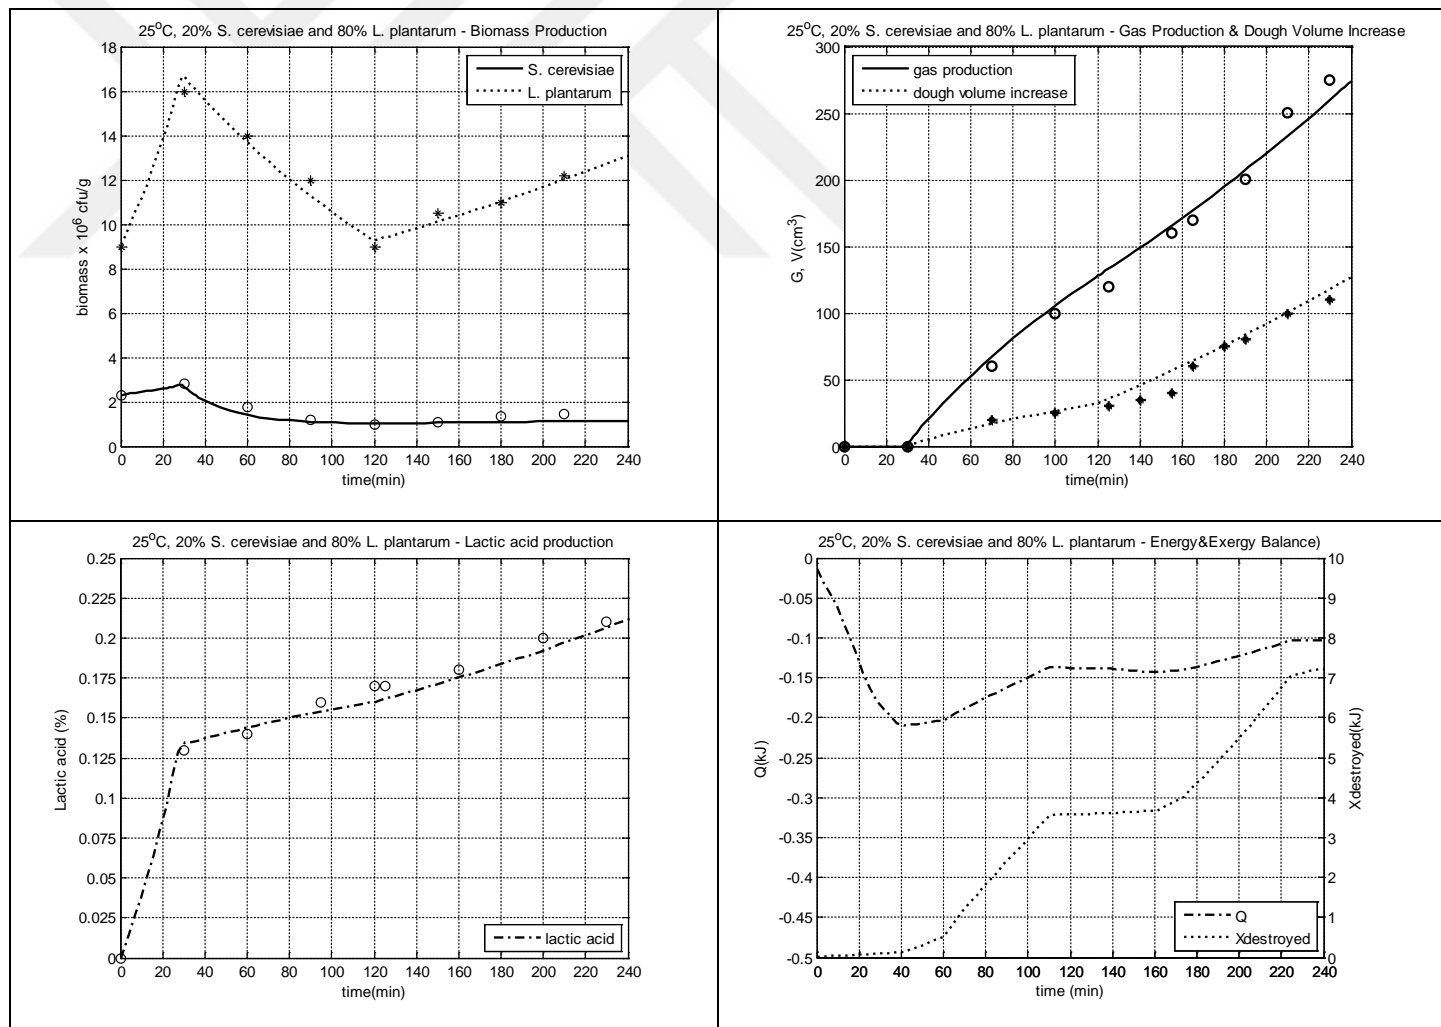 25°C, 20% S. cerevisiae and 80% L. plantarum - Biomass Production
18
16
14
12
10
8
6
4
2
0
biomass x 10⁶ cfu/g
S. cerevisiae
L. plantarum
0 20 40 60 80 100 120 140 160 180 200 220 240
time(min)
25°C, 20% S. cerevisiae and 80% L. plantarum - Gas Production & Dough Volume Increase
300
250
200
150
100
50
0
G, V(cm³)
gas production
dough volume increase
0 20 40 60 80 100 120 140 160 180 200 220 240
time(min)
25°C, 20% S. cerevisiae and 80% L. plantarum - Lactic acid production
0.25
0.225
0.2
0.175
0.15
0.125
0.1
0.075
0.05
0.025
0
Lactic acid (%)
lactic acid
0 20 40 60 80 100 120 140 160 180 200 220 240
time(min)
25°C, 20% S. cerevisiae and 80% L. plantarum - Energy&Exergy Balance)
0
-0.05
-0.1
-0.15
-0.2
-0.25
-0.3
-0.35
-0.4
-0.45
-0.5
Q(kJ)
10
9
8
7
6
5
4
3
2
1
0
Xdestroyed(kJ)
Q
Xdestroyed
0 20 40 60 80 100 120 140 160 180 200 220 240
time (min)